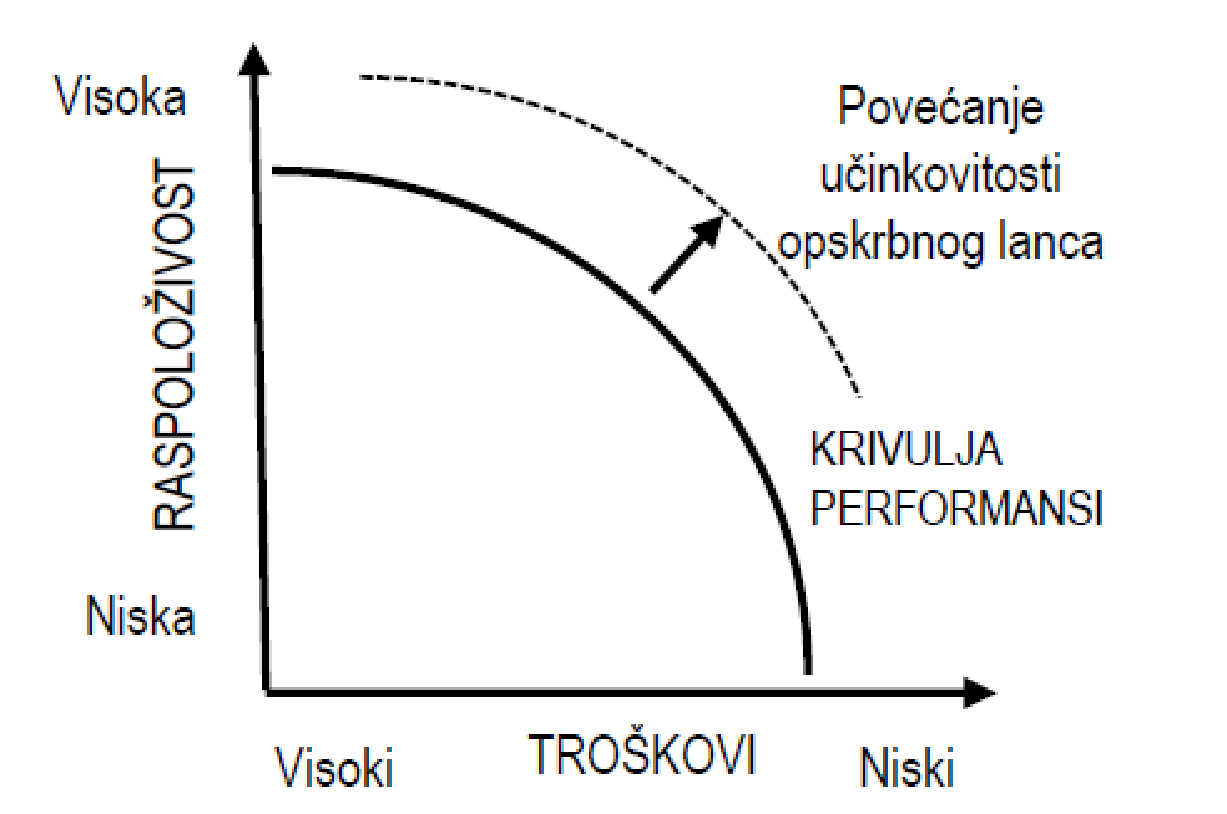 Visoka
Povećanje
učinkovitosti
opskrbnog lanca
RASPOLOŽIVOST
KRIVULJA
PERFORMANSI
Niska
Visoki
TROŠKOVI
Niski